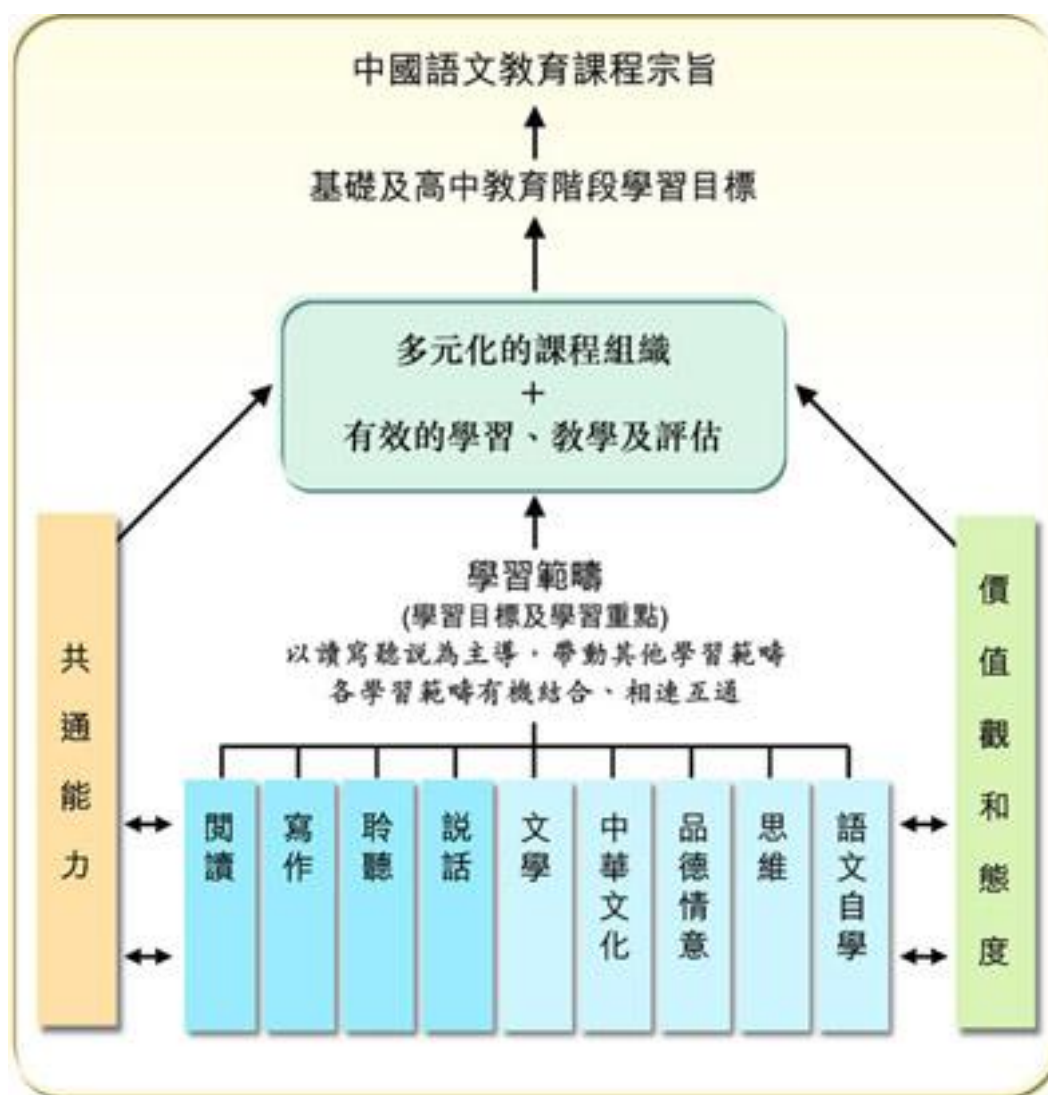 中國語文教育課程宗旨
基礎及高中教育階段學習目標
多元化的課程組織
+
有效的學習、教學及評估
學習範疇
(學習目標及學習重點)
以讀寫聽説為主導，帶動其他學習範疇
各學習範疇有機結合、相連互通
共通能力
閲讀
寫作
聆聽
説話
文學
中華文化
品德情意
思維
語文自學
價值觀和態度